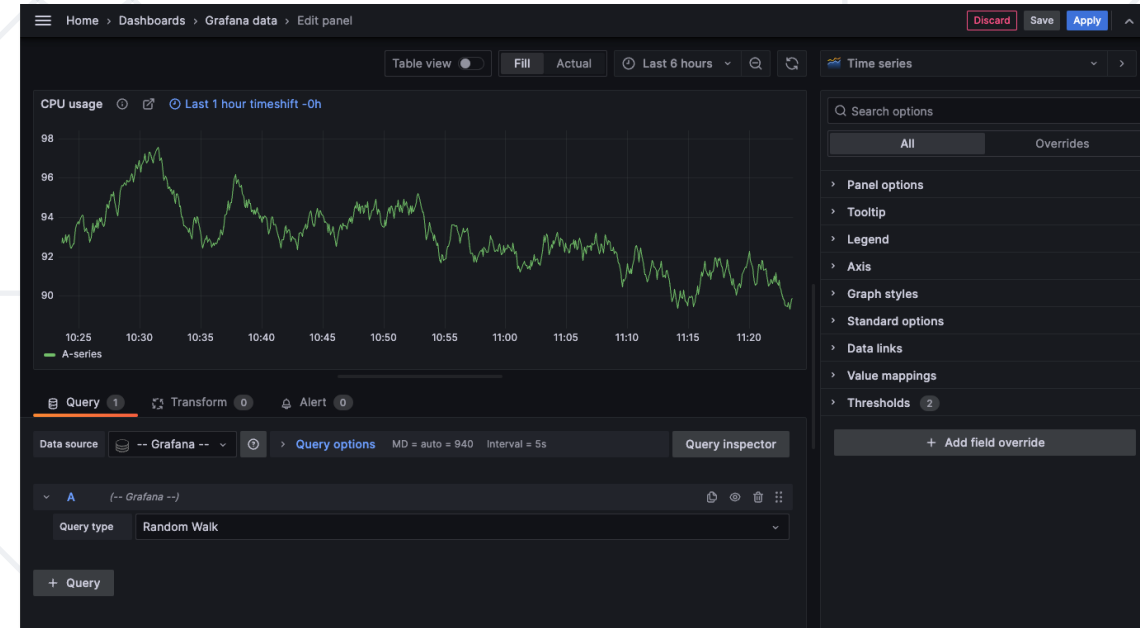 Home › Dashboards › Grafana data › Edit panel
Discard Save Apply
Table view Fill Actual Last 6 hours
Time series
CPU usage Last 1 hour timeshift -0h
98
96
94
92
90
10:25 10:30 10:35 10:40 10:45 10:50 10:55 11:00 11:05 11:10 11:15 11:20
A-series
Query 1 Transform 0 Alert 0
Data source -- Grafana -- Query options MD = auto = 940 Interval = 5s Query inspector
A (-- Grafana --)
Query type Random Walk
+ Query
Search options
All Overrides
Panel options
Tooltip
Legend
Axis
Graph styles
Standard options
Data links
Value mappings
Thresholds 2
+ Add field override